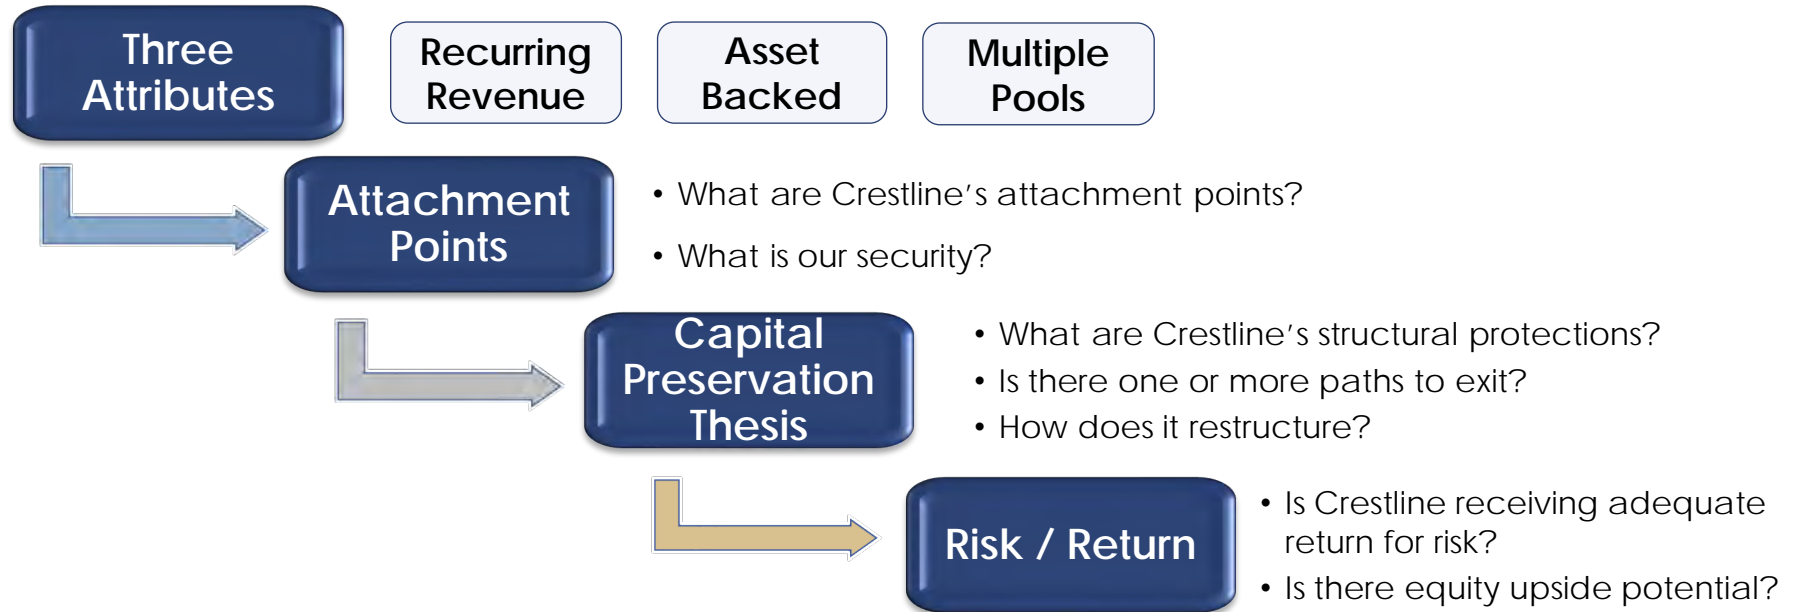 Three
Attributes
Recurring
Revenue
Asset
Backed
Multiple
Pools
Attachment
Points
• What are Crestline's attachment points?
• What is our security?
Capital
Preservation
Thesis
• What are Crestline's structural protections?
• Is there one or more paths to exit?
• How does it restructure?
Risk / Return
• Is Crestline receiving adequate
return for risk?
• Is there equity upside potential?